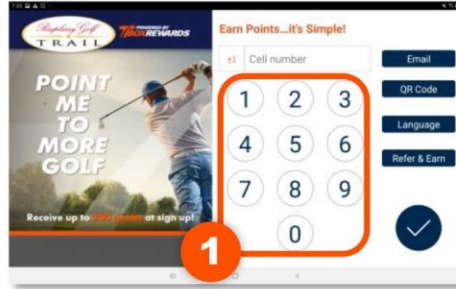 Raspberry Golf
TRAIL
POWERED BY
TBOX REWARDS
POINT
ME
TO
MORE
GOLF
Receive up to
at sign up!
Earn Points...it's Simple!
+1 Cell number
1 2 3
4 5 6
7 8 9
0
Email
QR Code
Language
Refer & Earn
1